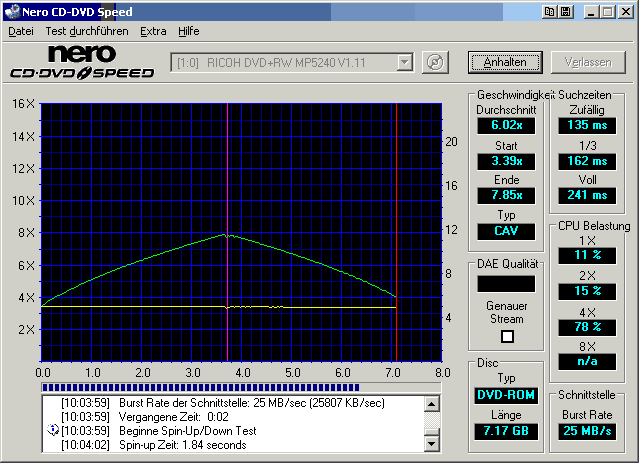 Nero CD-DVD Speed
Datei Test durchführen Extra Hilfe
nero
CD·DVD SPEED
[1:0] RICOH DVD+RW MP5240 V1.11
Anhalten
Verlassen
16 X
14 X
12 X
10 X
8 X
6 X
4 X
2 X
22
20
16
12
8
4
0.0 1.0 2.0 3.0 4.0 5.0 6.0 7.0 8.0
Geschwindigkeit
Durchschnitt
6.02x
Start
3.39x
Ende
7.85x
Typ
CAV
DAE Qualität
Genauer
Stream
Disc
Typ
DVD-ROM
Länge
7.17 GB
Suchzeiten
Zufällig
135 ms
1/3
162 ms
Voll
241 ms
CPU Belastung
1 X
11 %
2 X
15 %
4 X
78 %
8 X
n/a
Schnittstelle
Burst Rate
25 MB/s
[10:03:59] Burst Rate der Schnittstelle: 25 MB/sec (25807 KB/sec)
[10:03:59] Vergangene Zeit: 0:02
[10:03:59] Beginne Spin-Up/Down Test
[10:04:02] Spin-up Zeit: 1.84 seconds